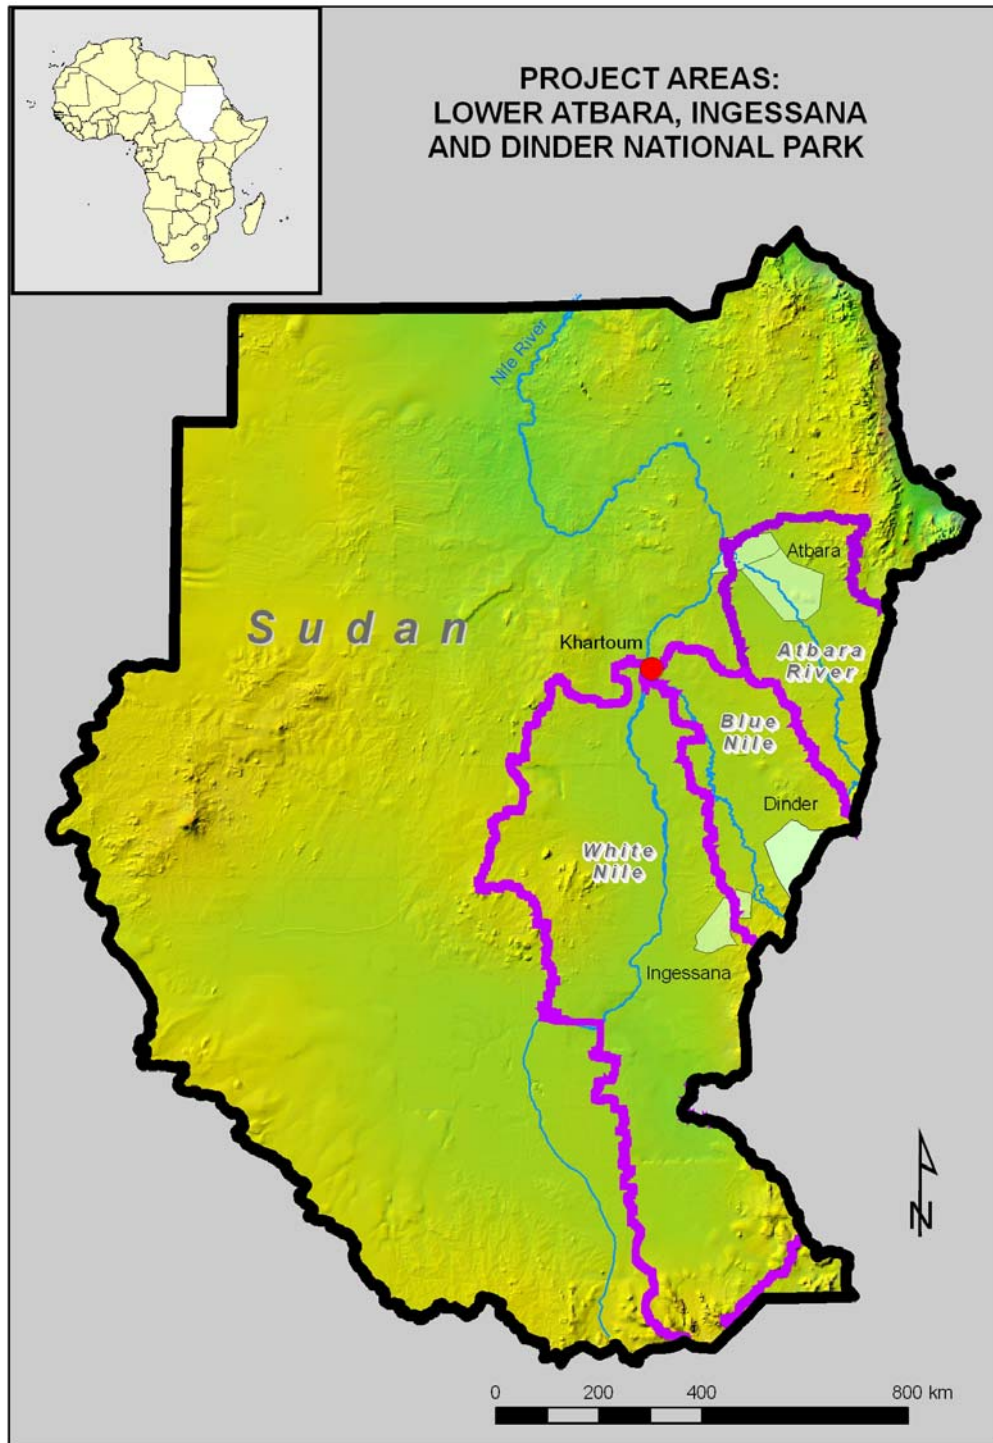 PROJECT AREAS:
LOWER ATBARA, INGESSANA
AND DINDER NATIONAL PARK
Nile River
Atbara
Sudan
Khartoum
Atbara
River
Blue
Nile
Dinder
White
Nile
Ingessana
N
0 200 400 800 km